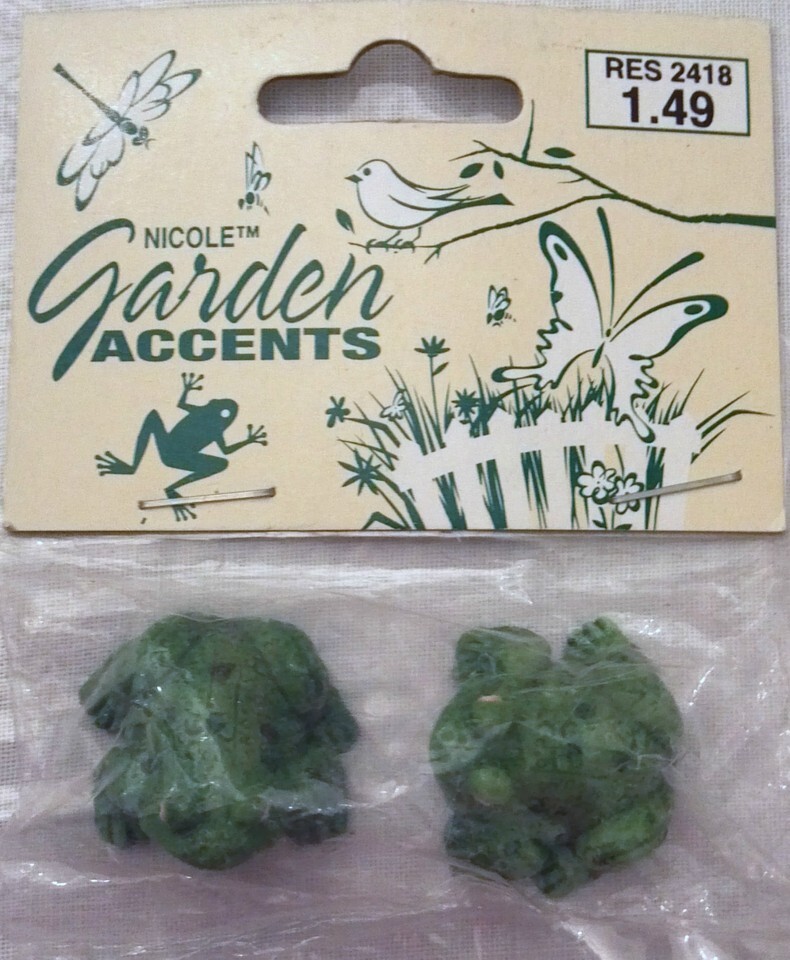 RES 2418
1.49
NICOLE™
Garden
ACCENTS